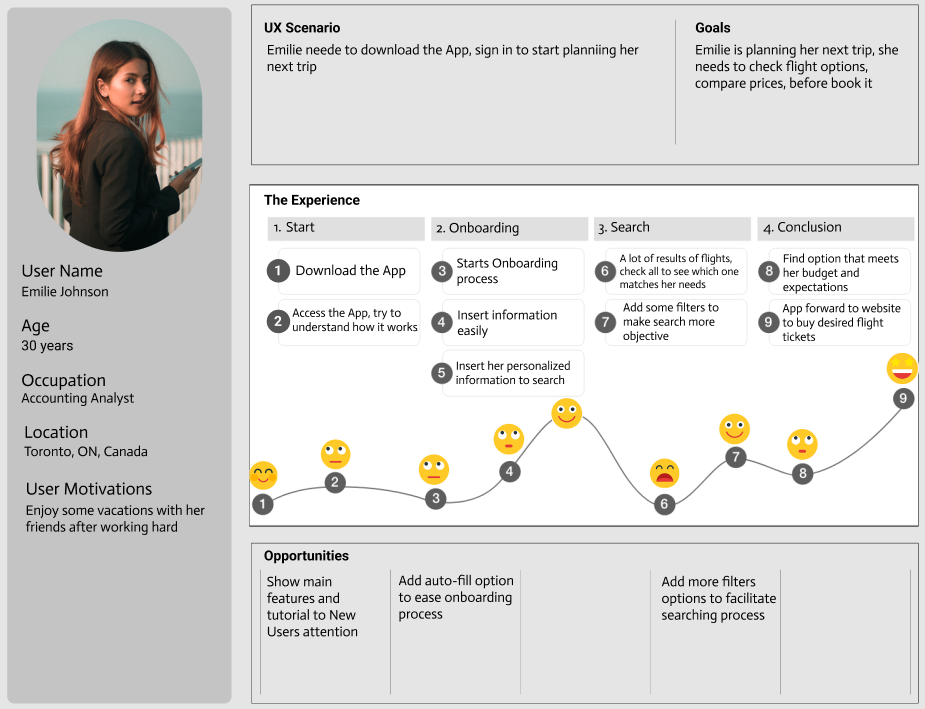 User Name
Emilie Johnson
Age
30 years
Occupation
Accounting Analyst
Location
Toronto, ON, Canada
User Motivations
Enjoy some vacations with her
friends after working hard
UX Scenario
Emilie neede to download the App, sign in to start planniing her
next trip
Goals
Emilie is planning her next trip, she
needs to check flight options,
compare prices, before book it
The Experience
1. Start
1
Download the App
2
Access the App, try to
understand how it works
2. Onboarding
3
Starts Onboarding
process
4
Insert information
easily
5
Insert her personalized
information to search
3. Search
6
A lot of results of flights,
check all to see which one
matches her needs
7
Add some filters to
make search more
objective
4. Conclusion
8
Find option that meets
her budget and
expectations
9
App forward to website
to buy desired flight
tickets
1
2
3
4
6
7
8
9
Opportunities
Show main
features and
tutorial to New
Users attention
Add auto-fill option
to ease onboarding
process
Add more filters
options to facilitate
searching process